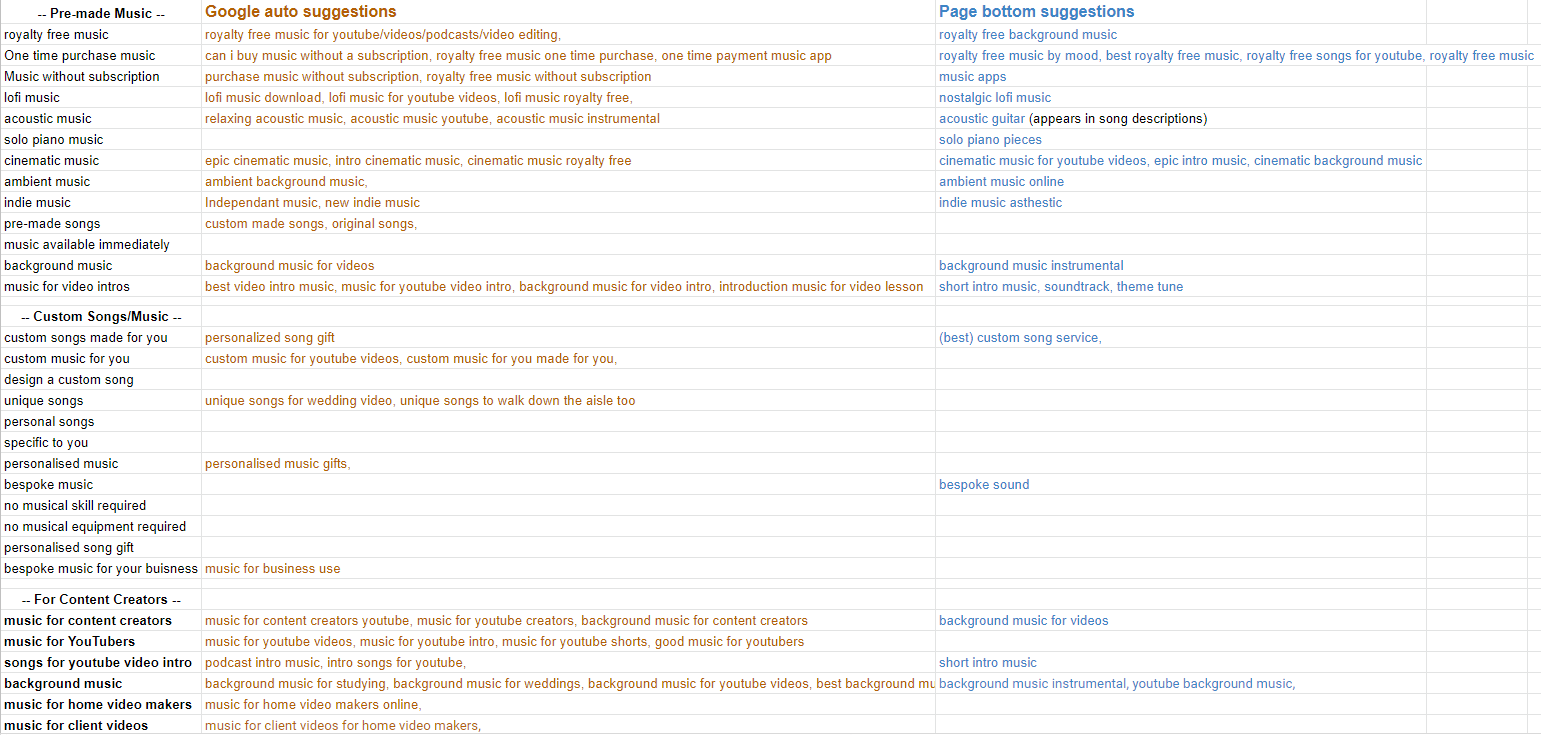 -- Pre-made Music -- Google auto suggestions Page bottom suggestions
royalty free music royalty free music for youtube/videos/podcasts/video editing, royalty free background music
One time purchase music can i buy music without a subscription, royalty free music one time purchase, one time payment music app royalty free music by mood, best royalty free music, royalty free songs for youtube, royalty free music
Music without subscription purchase music without subscription, royalty free music without subscription music apps
lofi music lofi music download, lofi music for youtube videos, lofi music royalty free, nostalgic lofi music
acoustic music relaxing acoustic music, acoustic music youtube, acoustic music instrumental acoustic guitar (appears in song descriptions)
solo piano music solo piano pieces
cinematic music epic cinematic music, intro cinematic music, cinematic music royalty free cinematic music for youtube videos, epic intro music, cinematic background music
ambient music ambient background music, ambient music online
indie music Independant music, new indie music indie music asthestic
pre-made songs custom made songs, original songs,
music available immediately
background music background music for videos background music instrumental
music for video intros best video intro music, music for youtube video intro, background music for video intro, introduction music for video lesson short intro music, soundtrack, theme tune
-- Custom Songs/Music --
custom songs made for you personalized song gift (best) custom song service,
custom music for you custom music for youtube videos, custom music for you made for you,
design a custom song
unique songs unique songs for wedding video, unique songs to walk down the aisle too
personal songs
specific to you
personalised music personalised music gifts,
bespoke music bespoke sound
no musical skill required
no musical equipment required
personalised song gift
bespoke music for your buisness music for business use
-- For Content Creators --
music for content creators music for content creators youtube, music for youtube creators, background music for content creators background music for videos
music for YouTubers music for youtube videos, music for youtube intro, music for youtube shorts, good music for youtubers
songs for youtube video intro podcast intro music, intro songs for youtube, short intro music
background music background music for studying, background music for weddings, background music for youtube videos, best background mu background music instrumental, youtube background music,
music for home video makers music for home video makers online,
music for client videos music for client videos for home video makers,